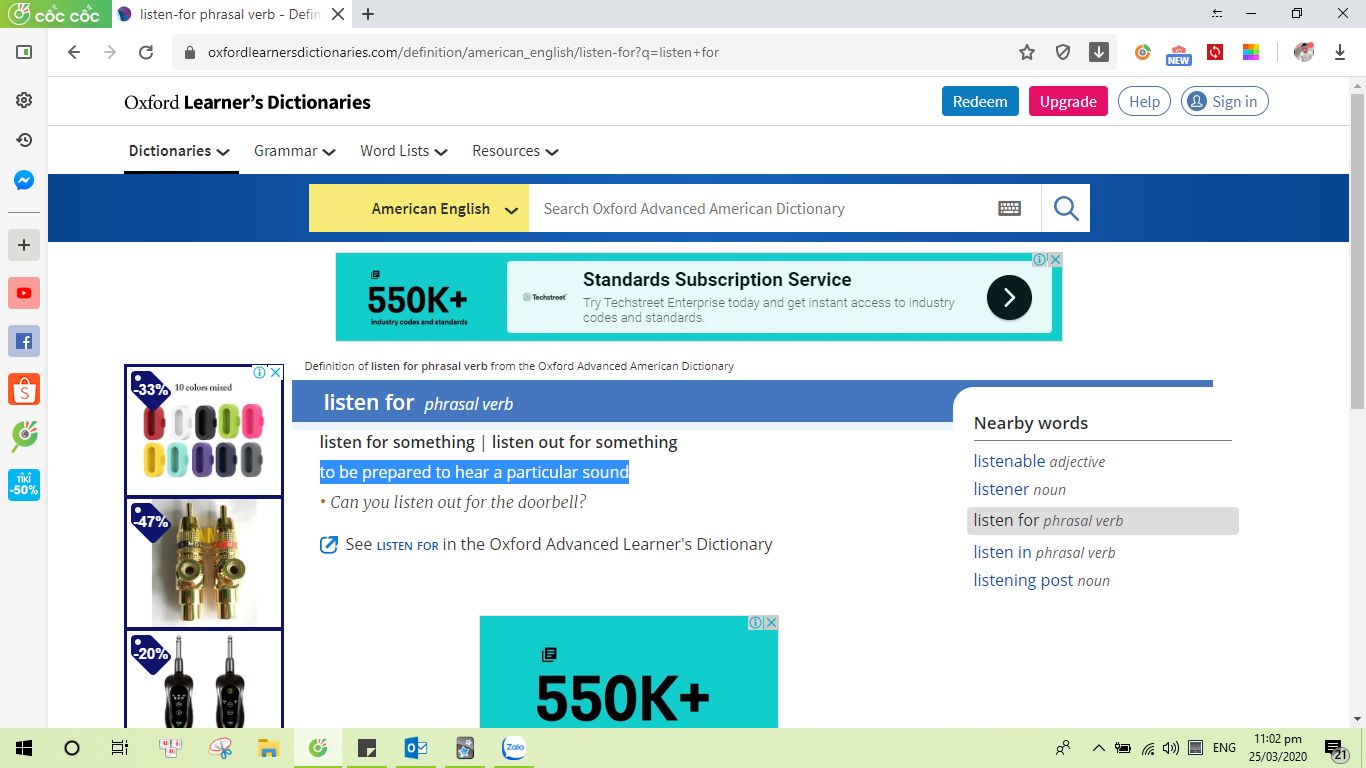 cốc cốc
listen-for phrasal verb - Defin
oxfordlearnersdictionaries.com/definition/american_english/listen-for?q=listen+for
NEW
Oxford Learner's Dictionaries
Redeem
Upgrade
Help
Sign in
Dictionaries
Grammar
Word Lists
Resources
American English
Search Oxford Advanced American Dictionary
550K+
industry codes and standards
Techstreet
Standards Subscription Service
Try Techstreet Enterprise today and get instant access to industry
codes and standards.
Definition of listen for phrasal verb from the Oxford Advanced American Dictionary
-33%
10 colors mixed
-47%
-20%
listen for phrasal verb
listen for something | listen out for something
to be prepared to hear a particular sound
• Can you listen out for the doorbell?
See LISTEN FOR in the Oxford Advanced Learner's Dictionary
Nearby words
listenable adjective
listener noun
listen for phrasal verb
listen in phrasal verb
listening post noun
550K+
TIKI
-50%
Zalo
ENG
11:02 pm
25/03/2020
21